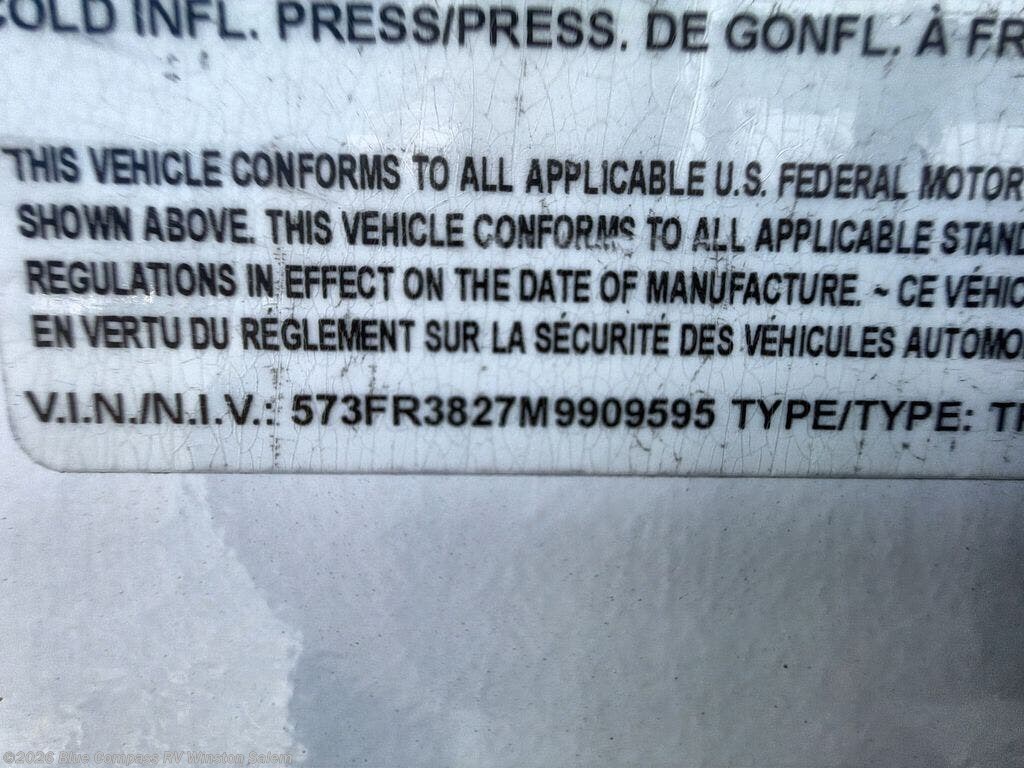 COLD INFL. PRESS/PRESS. DE GONFL. À FR
THIS VEHICLE CONFORMS TO ALL APPLICABLE U.S. FEDERAL MOTOR
SHOWN ABOVE. THIS VEHICLE CONFORMS TO ALL APPLICABLE STAND
REGULATIONS IN EFFECT ON THE DATE OF MANUFACTURE. ~ CE VÉHIC
EN VERTU DU RÉGLEMENT SUR LA SÉCURITÉ DES VÉHICULES AUTOMO
V.I.N./N.I.V.: 573FR3827M9909595 TYPE/TYPE: TR
©2026 Blue Compass RV Winston Salem